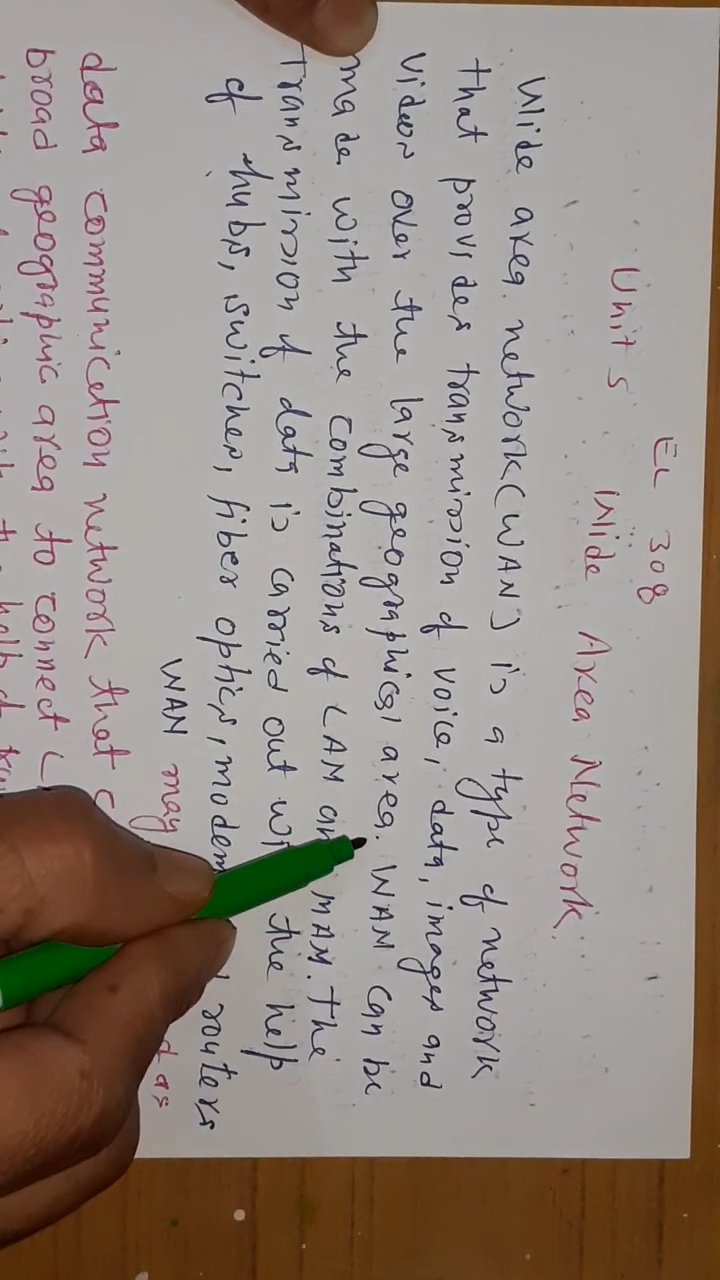 EC 308
Unit 5 Wide Area Network.
Wide area network (WAN) is a type of network
that provides transmission of voice, data, images and
videos over the large geographical area. WAN can be
made with the combinations of LAN MAN. The
transmission of data is carried out the help
of hubs, switches, fiber optics, modem routers
WAN may as
data communication network that
broad geographic area to connect